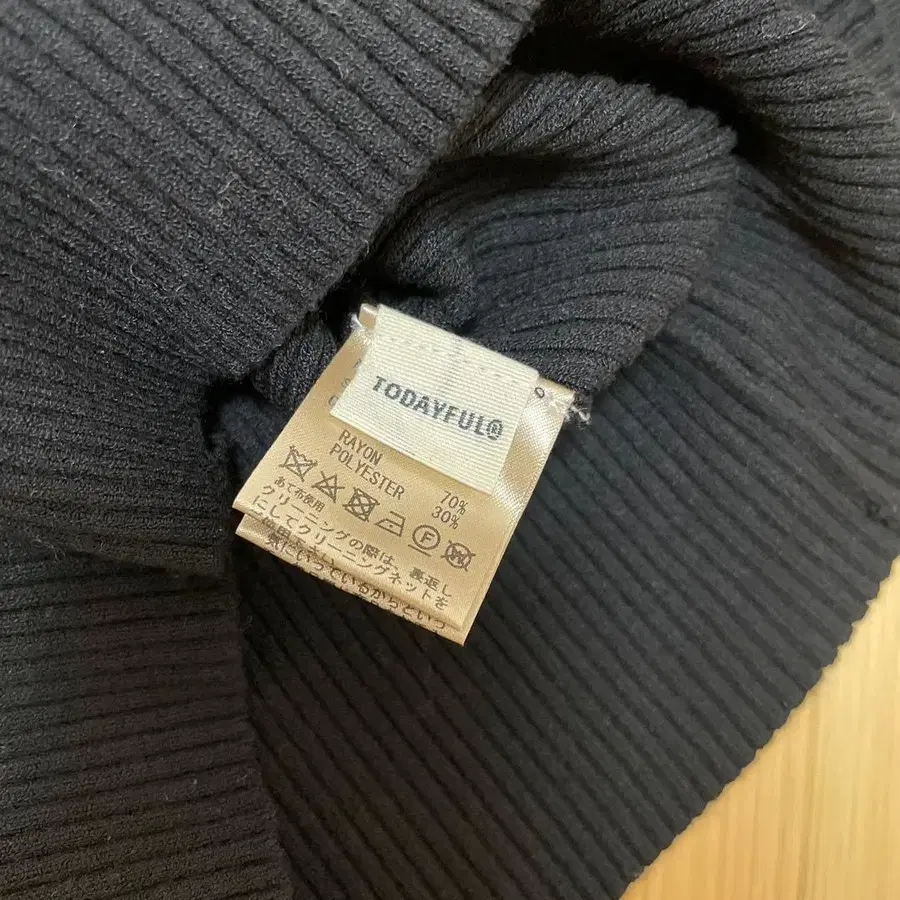 TODAYFUL®
RAYON 70%
POLYESTER 30%
F W
あて布使用
クリーニングの際は、裏返し
にしてクリーニングネットを